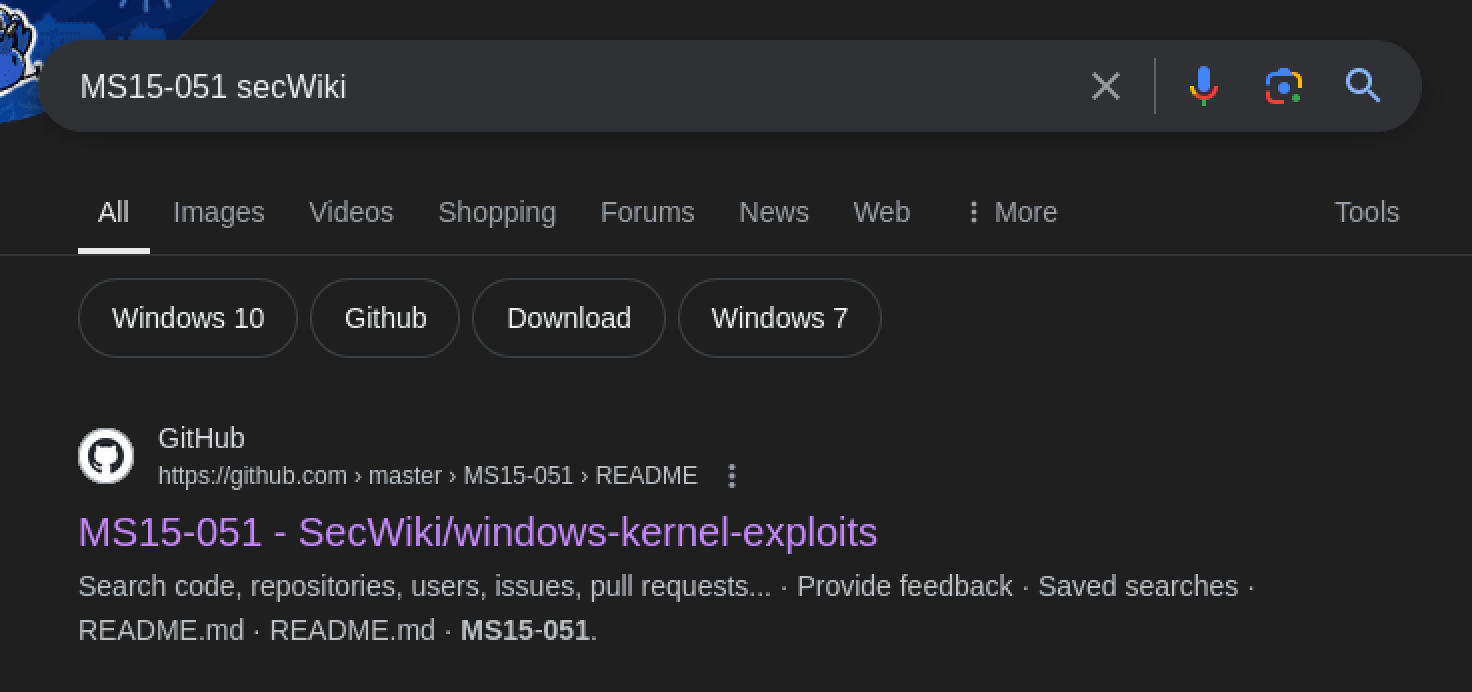 MS15-051 secWiki
All Images Videos Shopping Forums News Web More Tools
Windows 10 Github Download Windows 7
GitHub
https://github.com › master › MS15-051 › README
MS15-051 - SecWiki/windows-kernel-exploits
Search code, repositories, users, issues, pull requests... · Provide feedback · Saved searches ·
README.md · README.md · MS15-051.